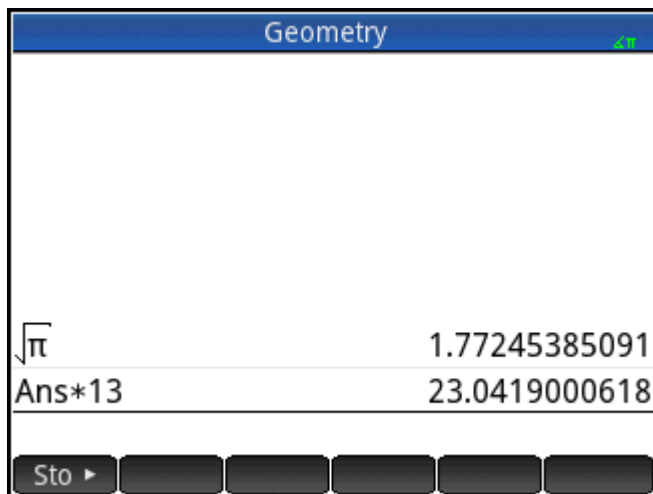 Geometry
∡π
√π 1.77245385091
Ans*13 23.0419000618
Sto ▸